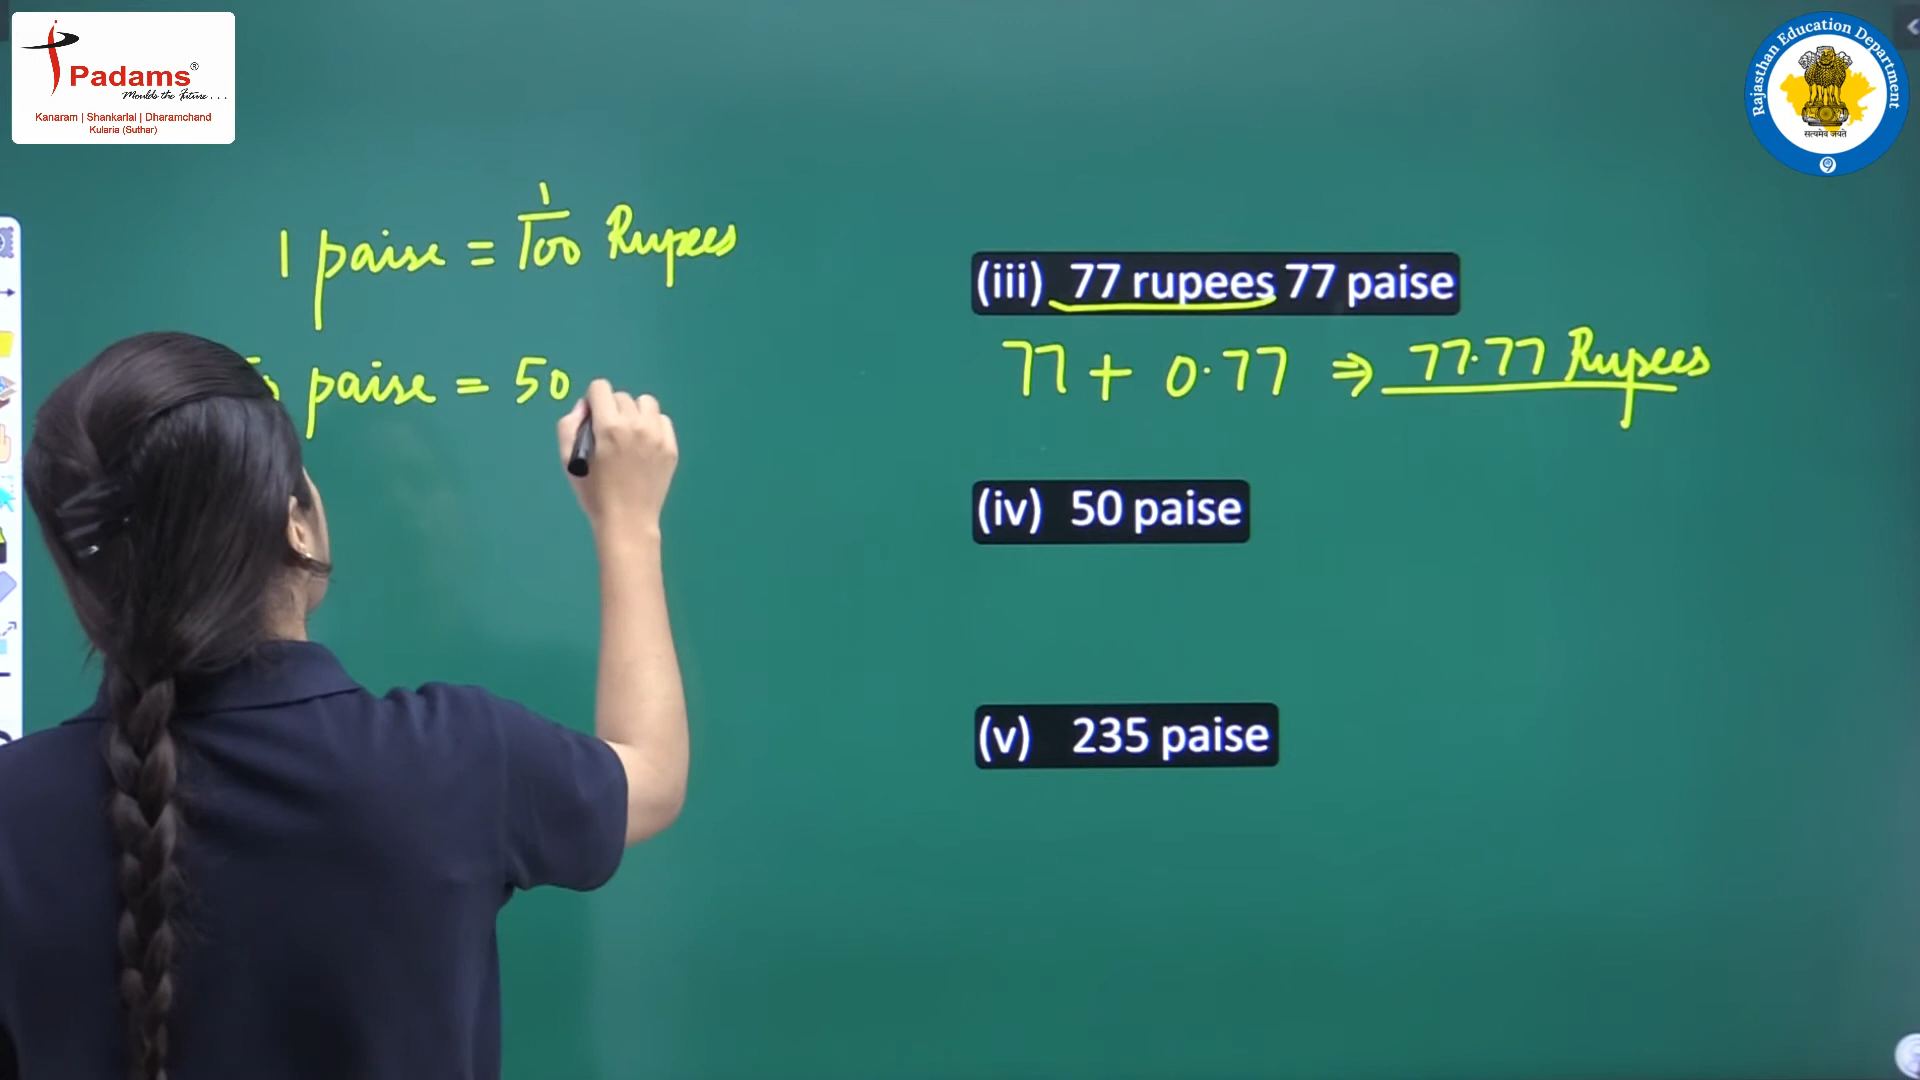 Padams®
Moulds the Future...
Kanaram | Shankarlal | Dharamchand
Kularia (Suthar)
Rajasthan Education Department
सत्यमेव जयते
1 paise = 1/100 Rupees
paise = 50
(iii) 77 rupees 77 paise
77 + 0.77 ⇒ 77.77 Rupees
(iv) 50 paise
(v) 235 paise